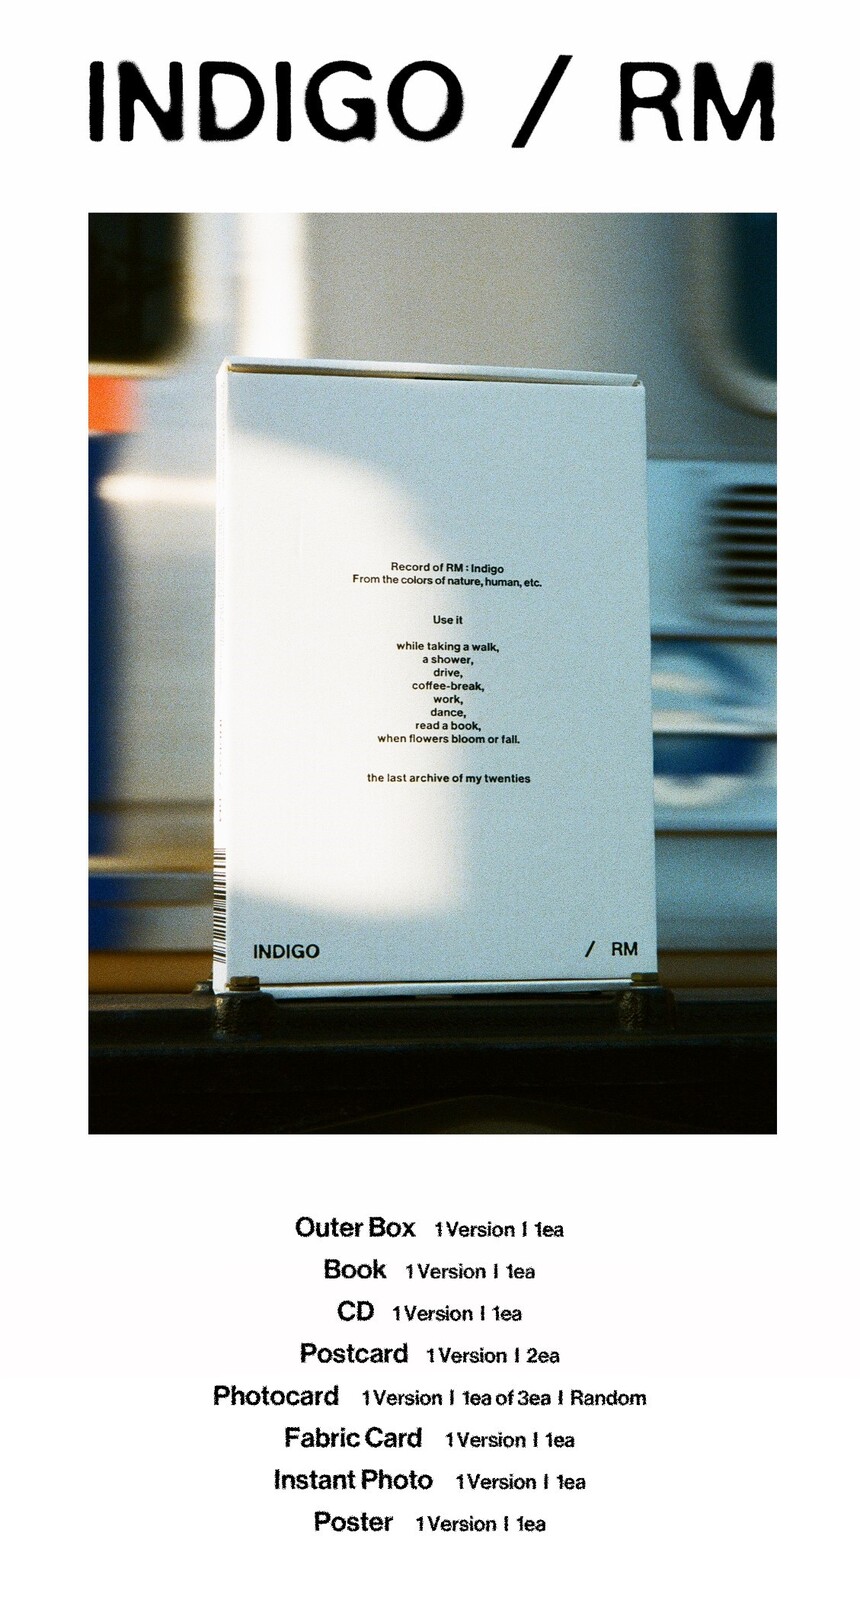 INDIGO / RM
Record of RM : Indigo
From the colors of nature, human, etc.
Use it
while taking a walk,
a shower,
drive,
coffee-break,
work,
dance,
read a book,
when flowers bloom or fall.
the last archive of my twenties
INDIGO / RM
Outer Box 1 Version | 1ea
Book 1 Version | 1ea
CD 1 Version | 1ea
Postcard 1 Version | 2ea
Photocard 1 Version | 1ea of 3ea | Random
Fabric Card 1 Version | 1ea
Instant Photo 1 Version | 1ea
Poster 1 Version | 1ea